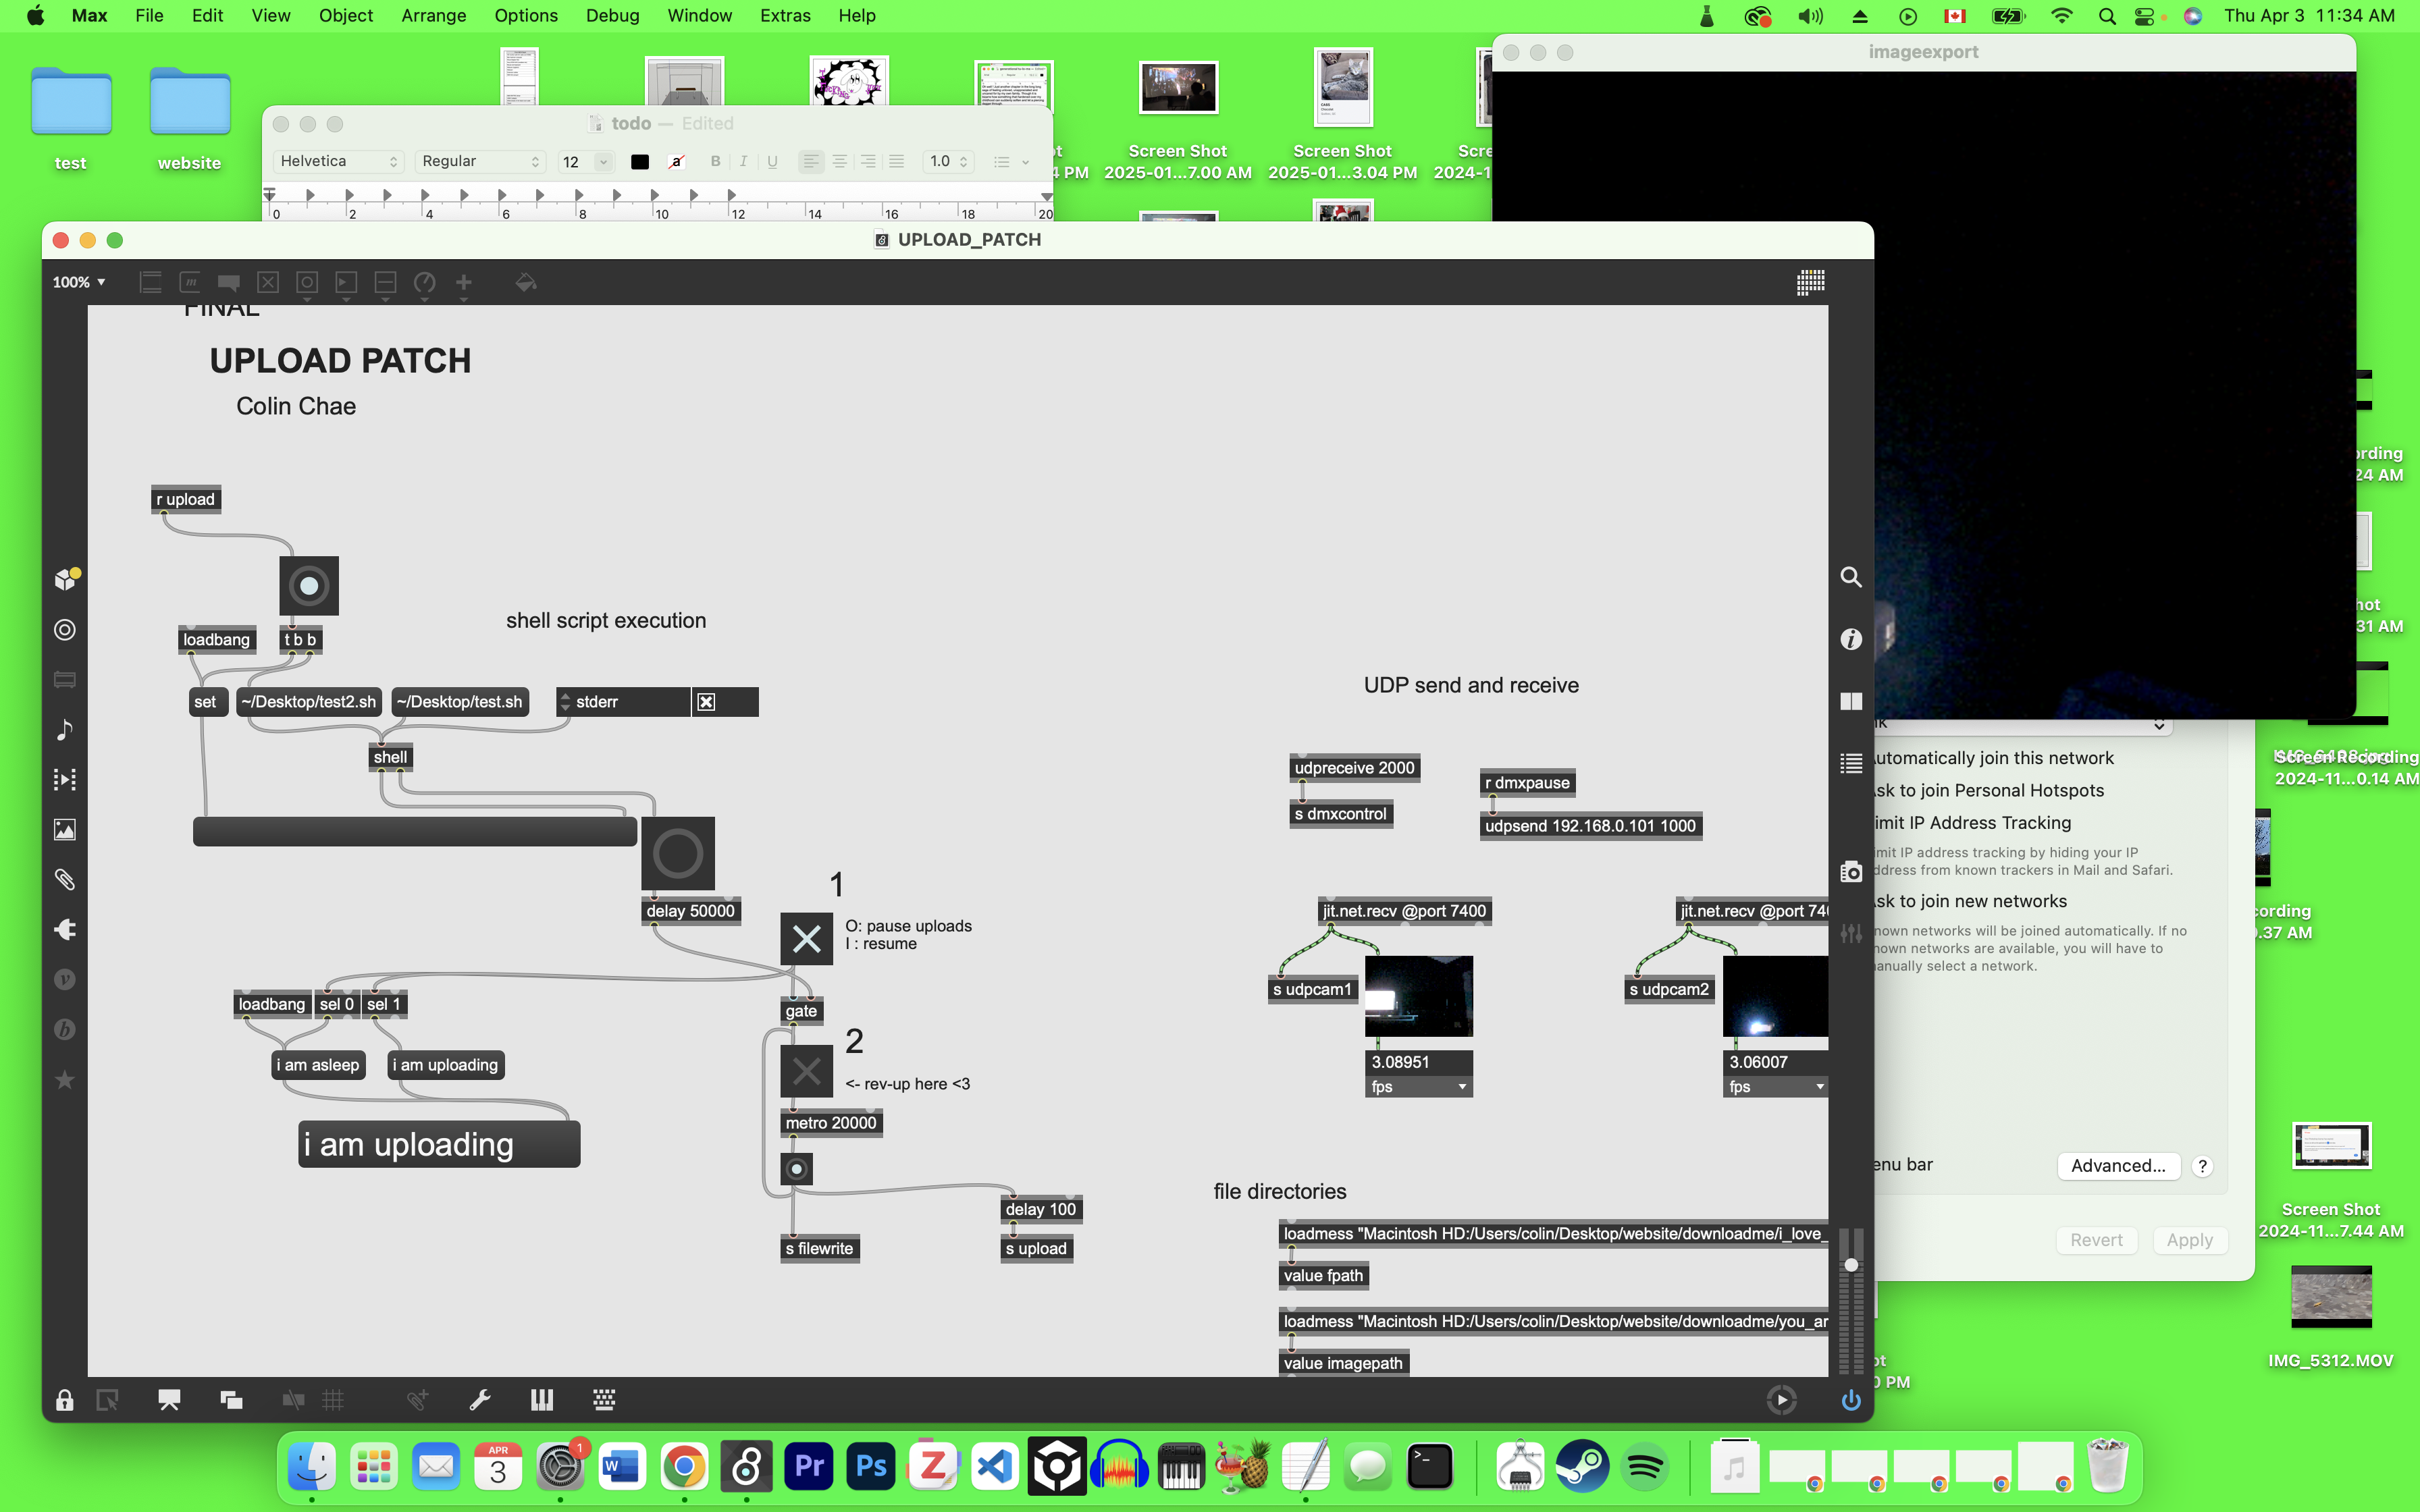 Max File Edit View Object Arrange Options Debug Window Extras Help
Thu Apr 3 11:34 AM
imageexport
test
website
todo — Edited
Helvetica
Regular
12
B I U
1.0
0 2 4 6 8 10 12 14 16 18 20
4 PM
Screen Shot
2025-01...7.00 AM
Screen Shot
2025-01...3.04 PM
Scre
2024-1
UPLOAD_PATCH
100%
FINAL
UPLOAD PATCH
Colin Chae
r upload
loadbang
t b b
shell script execution
set
~/Desktop/test2.sh
~/Desktop/test.sh
stderr
shell
delay 50000
1
O: pause uploads
I : resume
loadbang
sel 0
sel 1
gate
i am asleep
i am uploading
2
<- rev-up here <3
i am uploading
metro 20000
delay 100
s filewrite
s upload
UDP send and receive
udpreceive 2000
s dmxcontrol
r dmxpause
udpsend 192.168.0.101 1000
jit.net.recv @port 7400
s udpcam1
3.08951
fps
jit.net.recv @port 740
s udpcam2
3.06007
fps
file directories
loadmess "Macintosh HD:/Users/colin/Desktop/website/downloadme/i_love_
value fpath
loadmess "Macintosh HD:/Users/colin/Desktop/website/downloadme/you_ar
value imagepath
utomatically join this network
sk to join Personal Hotspots
imit IP Address Tracking
imit IP address tracking by hiding your IP
ddress from known trackers in Mail and Safari.
sk to join new networks
nown networks will be joined automatically. If no
nown networks are available, you will have to
anually select a network.
enu bar
Advanced...
?
Revert
Apply
ording
24 AM
hot
31 AM
Screen Recording
2024-11...0.14 AM
cording
0.37 AM
Screen Shot
2024-11...7.44 AM
IMG_5312.MOV
ot
0 PM
APR
3
1
W
Pr
Ps
Z